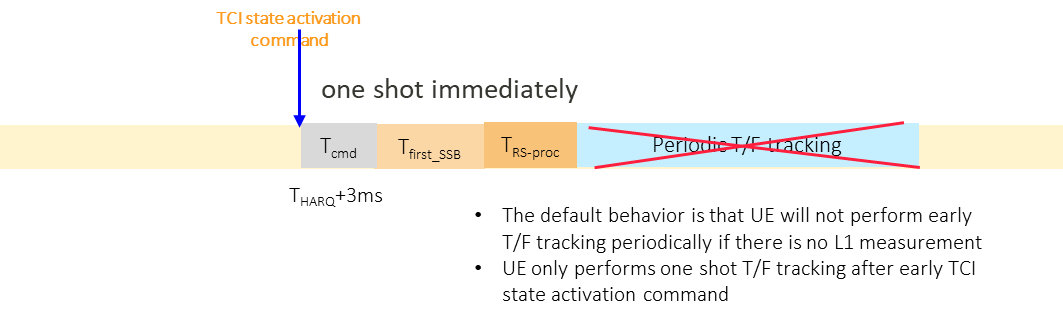 TCI state activation
command
one shot immediately
Tcmd
Tfirst_SSB
TRS-proc
Periodic T/F tracking
THARQ+3ms
• The default behavior is that UE will not perform early
T/F tracking periodically if there is no L1 measurement
• UE only performs one shot T/F tracking after early TCI
state activation command